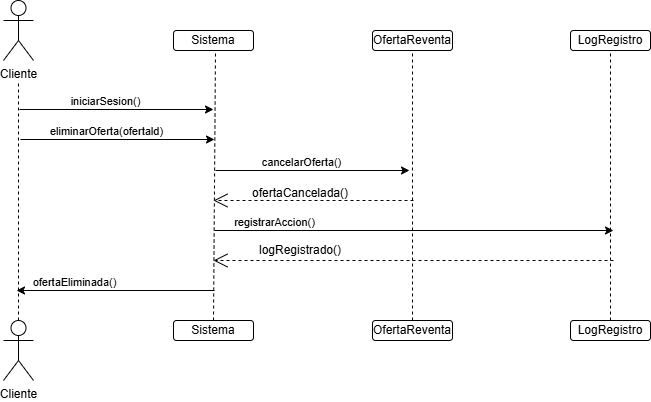 Sistema
OfertaReventa
LogRegistro
Cliente
iniciarSesion()
eliminarOferta(ofertaId)
cancelarOferta()
ofertaCancelada()
registrarAccion()
logRegistrado()
ofertaEliminada()
Sistema
OfertaReventa
LogRegistro
Cliente